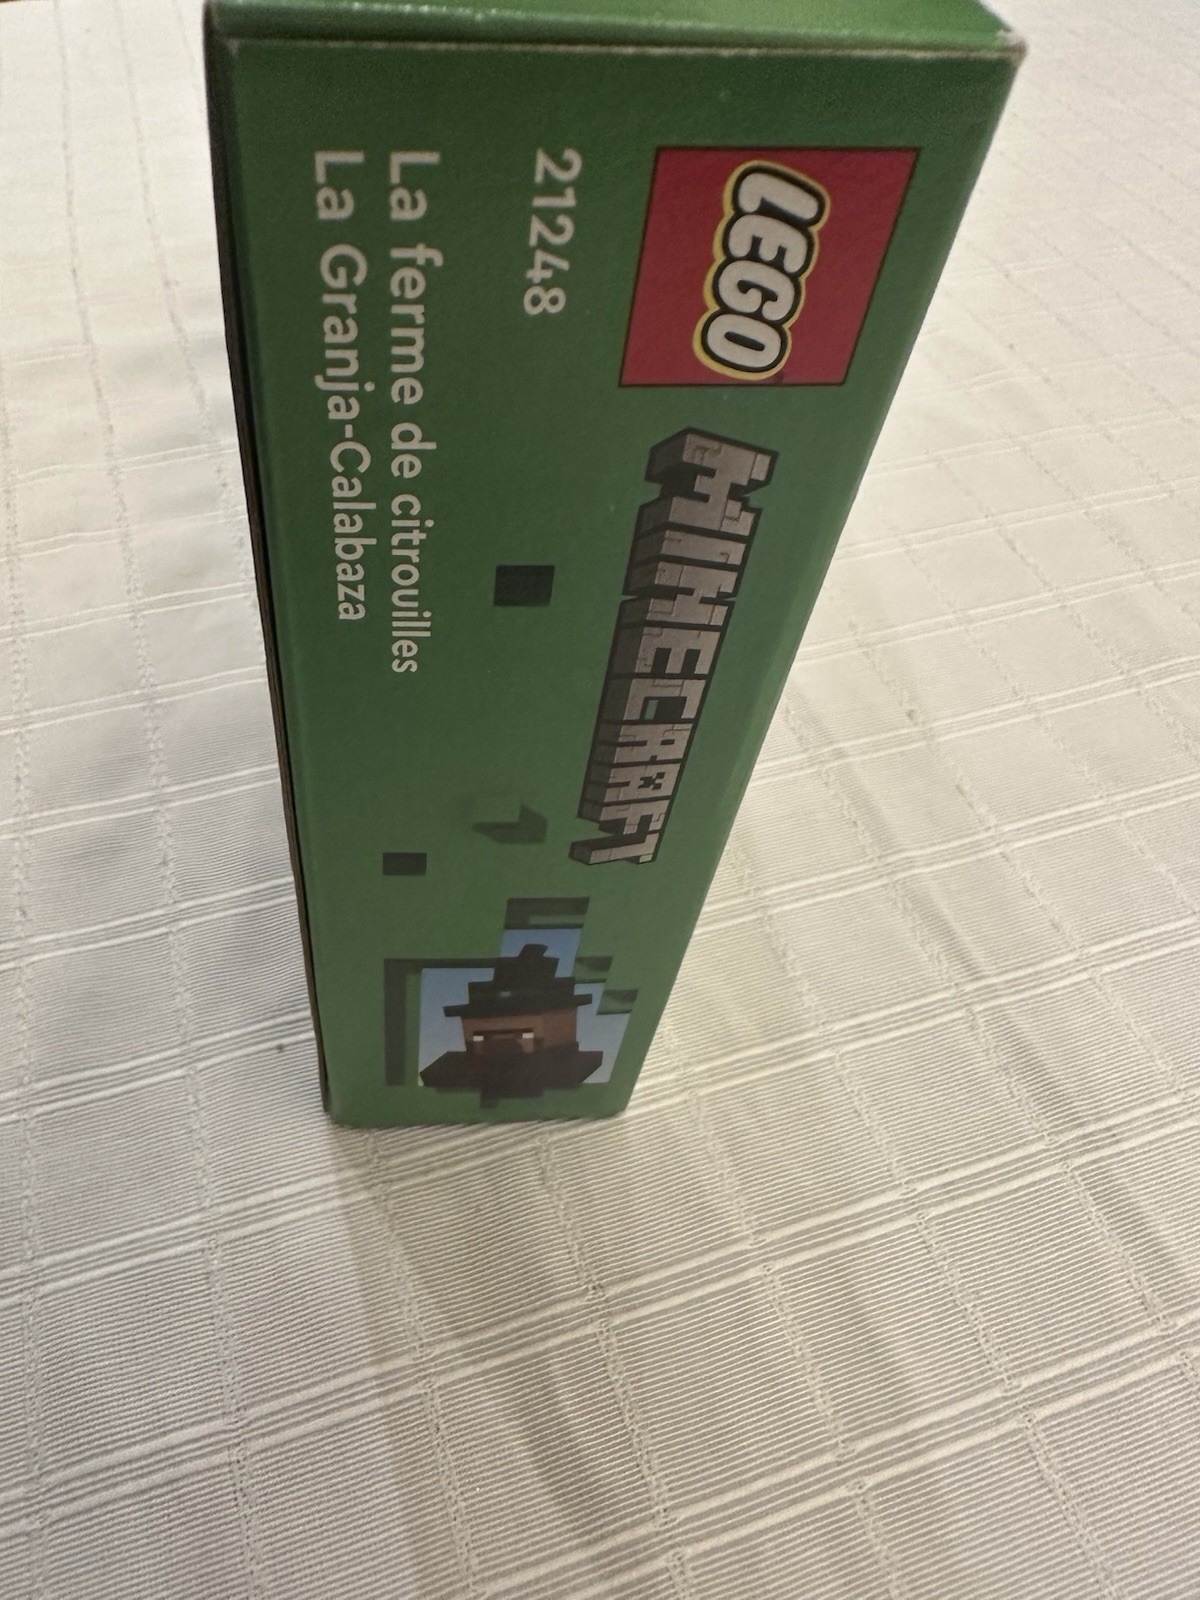 LEGO
MINECRAFT
21248
La ferme de citrouilles
La Granja-Calabaza